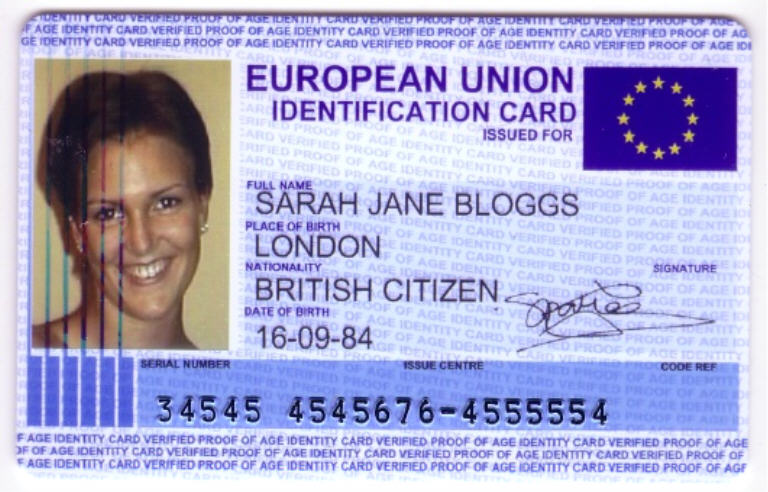 IDENTITY CARD VERIFIED PROOF OF AGE IDENTITY CARD VERIFIED PROOF OF AGE IDENTITY CARD VERIFIED PROOF OF AGE
F AGE IDENTITY CARD VERIFIED PROOF OF AGE IDENTITY CARD VERIFIED PROOF OF AGE IDENTITY CARD VERIFIED PROOF OF AG
GE IDENTITY CARD VERIFIED PROOF OF AGE IDENTITY CARD VERIFIED PROOF OF AGE IDENTITY CARD VERIFIED PROOF OF AGE IDE
EUROPEAN UNION
IDENTIFICATION CARD
ISSUED FOR
FULL NAME
SARAH JANE BLOGGS
PLACE OF BIRTH
LONDON
NATIONALITY
SIGNATURE
BRITISH CITIZEN
DATE OF BIRTH
16-09-84
SERIAL NUMBER ISSUE CENTRE CODE REF
34545 4545676-4555554
F AGE IDENTITY CARD VERIFIED PROOF OF AGE IDENTITY CARD VERIFIED PROOF OF AGE IDENTITY CARD VERIFIED PROOF OF AGE
OF OF AGE IDENTITY CARD VERIFIED PROOF OF AGE IDENTITY CARD VERIFIED PROOF OF AGE IDENTITY CARD VERIFIED PROOF OF
F AGE IDENTITY CARD VERIFIED PROOF OF AGE IDENTITY CARD VERIFIED PROOF OF AGE IDENTITY CARD VERIFIED PROOF OF AGE